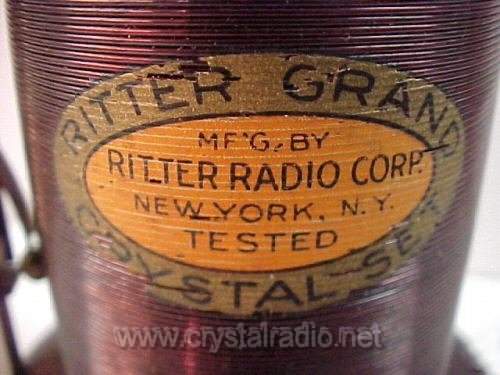 RITTER GRAND
MF'G. BY
RITTER RADIO CORP.
NEW YORK, N.Y.
TESTED
CRYSTAL-SET
www.crystalradio.net